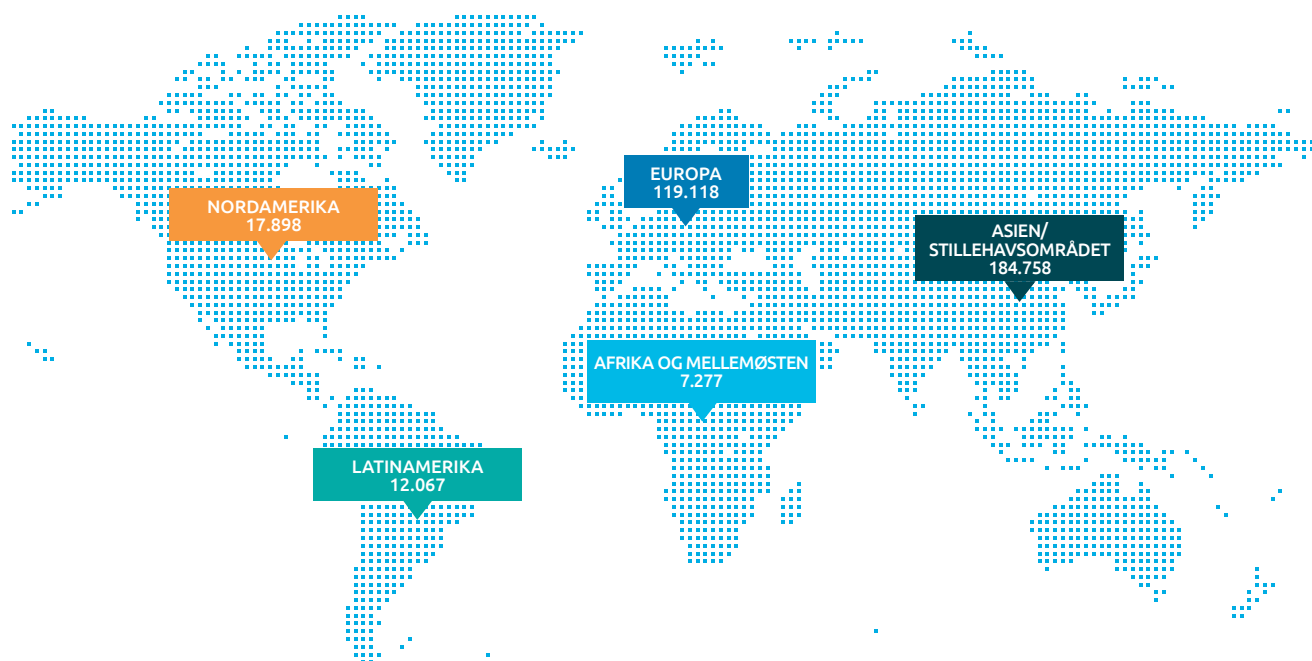 EUROPA
119.118
NORDAMERIKA
17.898
ASIEN/
STILLEHAVSOMRÅDET
184.758
AFRIKA OG MELLEMØSTEN
7.277
LATINAMERIKA
12.067